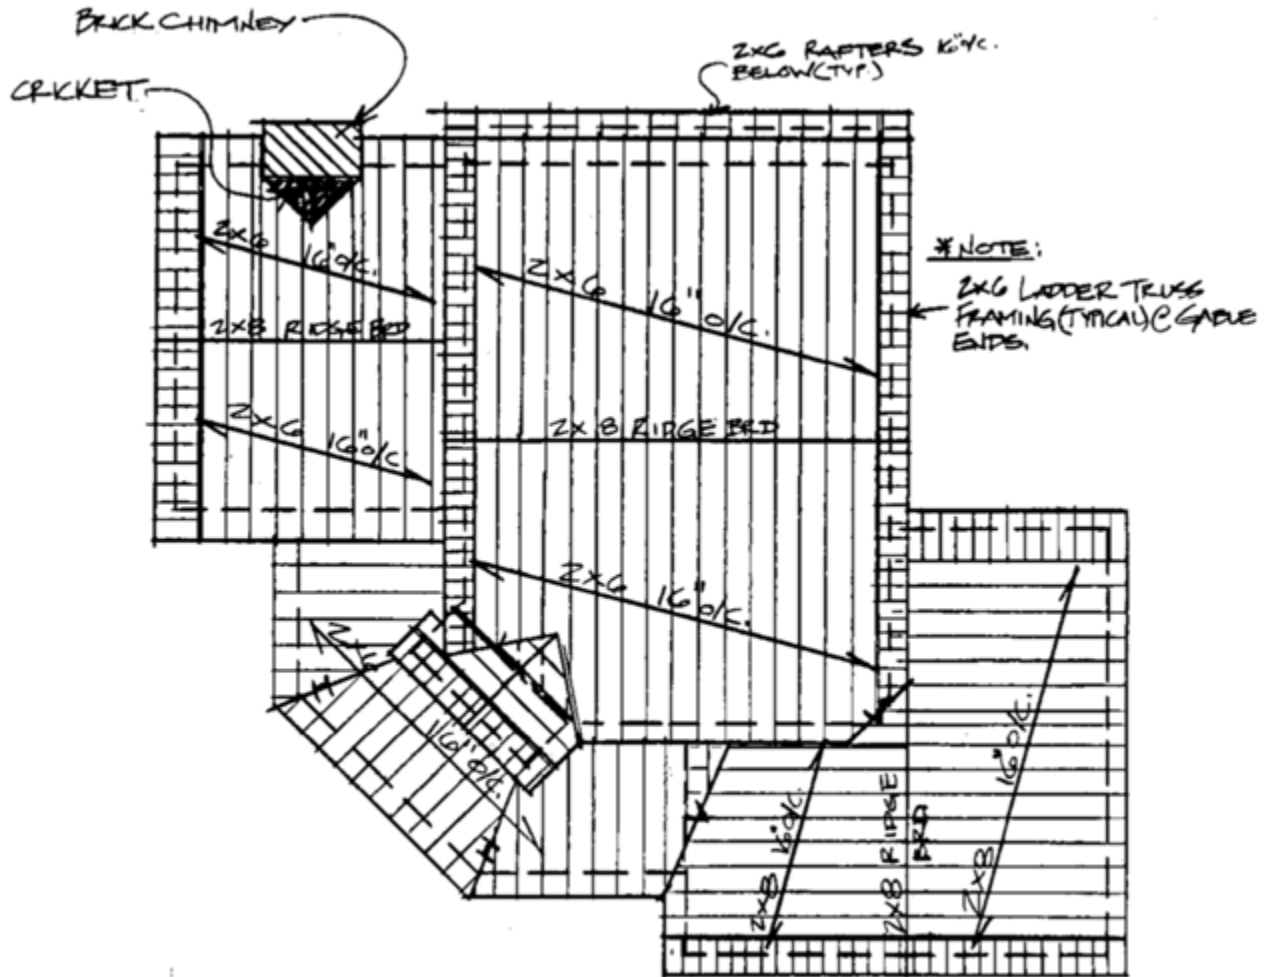 BRICK CHIMNEY
2X6 RAFTERS 16"O/C.
BELOW(TYP.)
CRICKET
2x6 16"O/C.
2x6 16"O/C.
*NOTE:
2X6 LADDER TRUSS
FRAMING(TYPICAL)@ GABLE
ENDS.
2X8 RIDGE BRD
2x6 16"O/C
2X8 RIDGE BRD
2x6 16"O/C.
2x6 16"O/C.
2x8 16"O/C.
2x8 16"O/C.
2X8 RIDGE
BRD